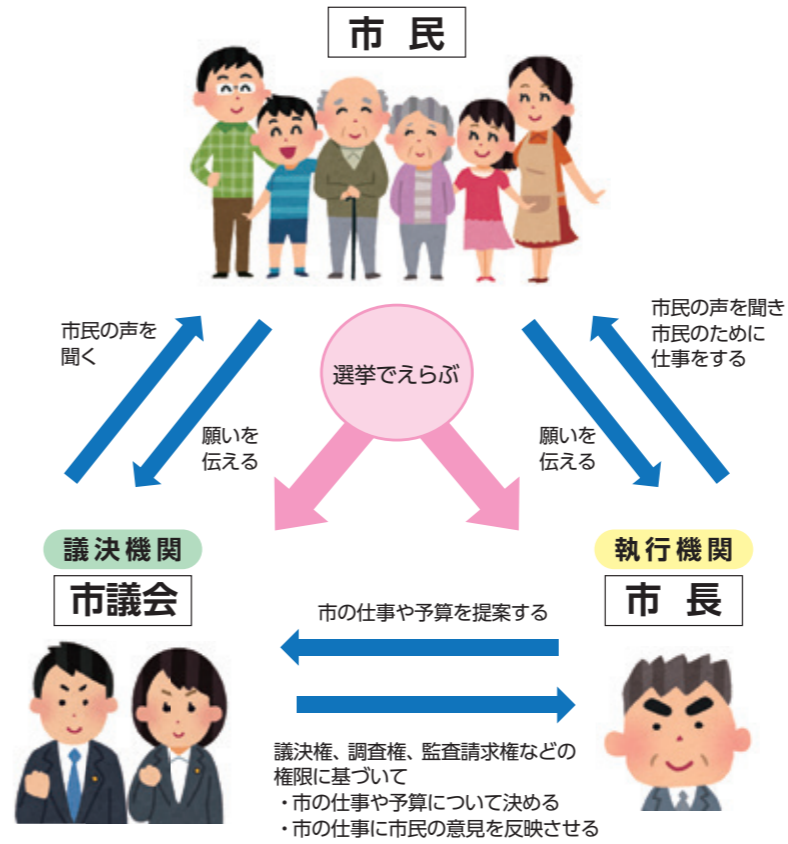 市 民
市民の声を
聞く
願いを
伝える
選挙でえらぶ
願いを
伝える
市民の声を聞き
市民のために
仕事をする
議決機関
市議会
執行機関
市 長
市の仕事や予算を提案する
議決権、調査権、監査請求権などの
権限に基づいて
・市の仕事や予算について決める
・市の仕事に市民の意見を反映させる